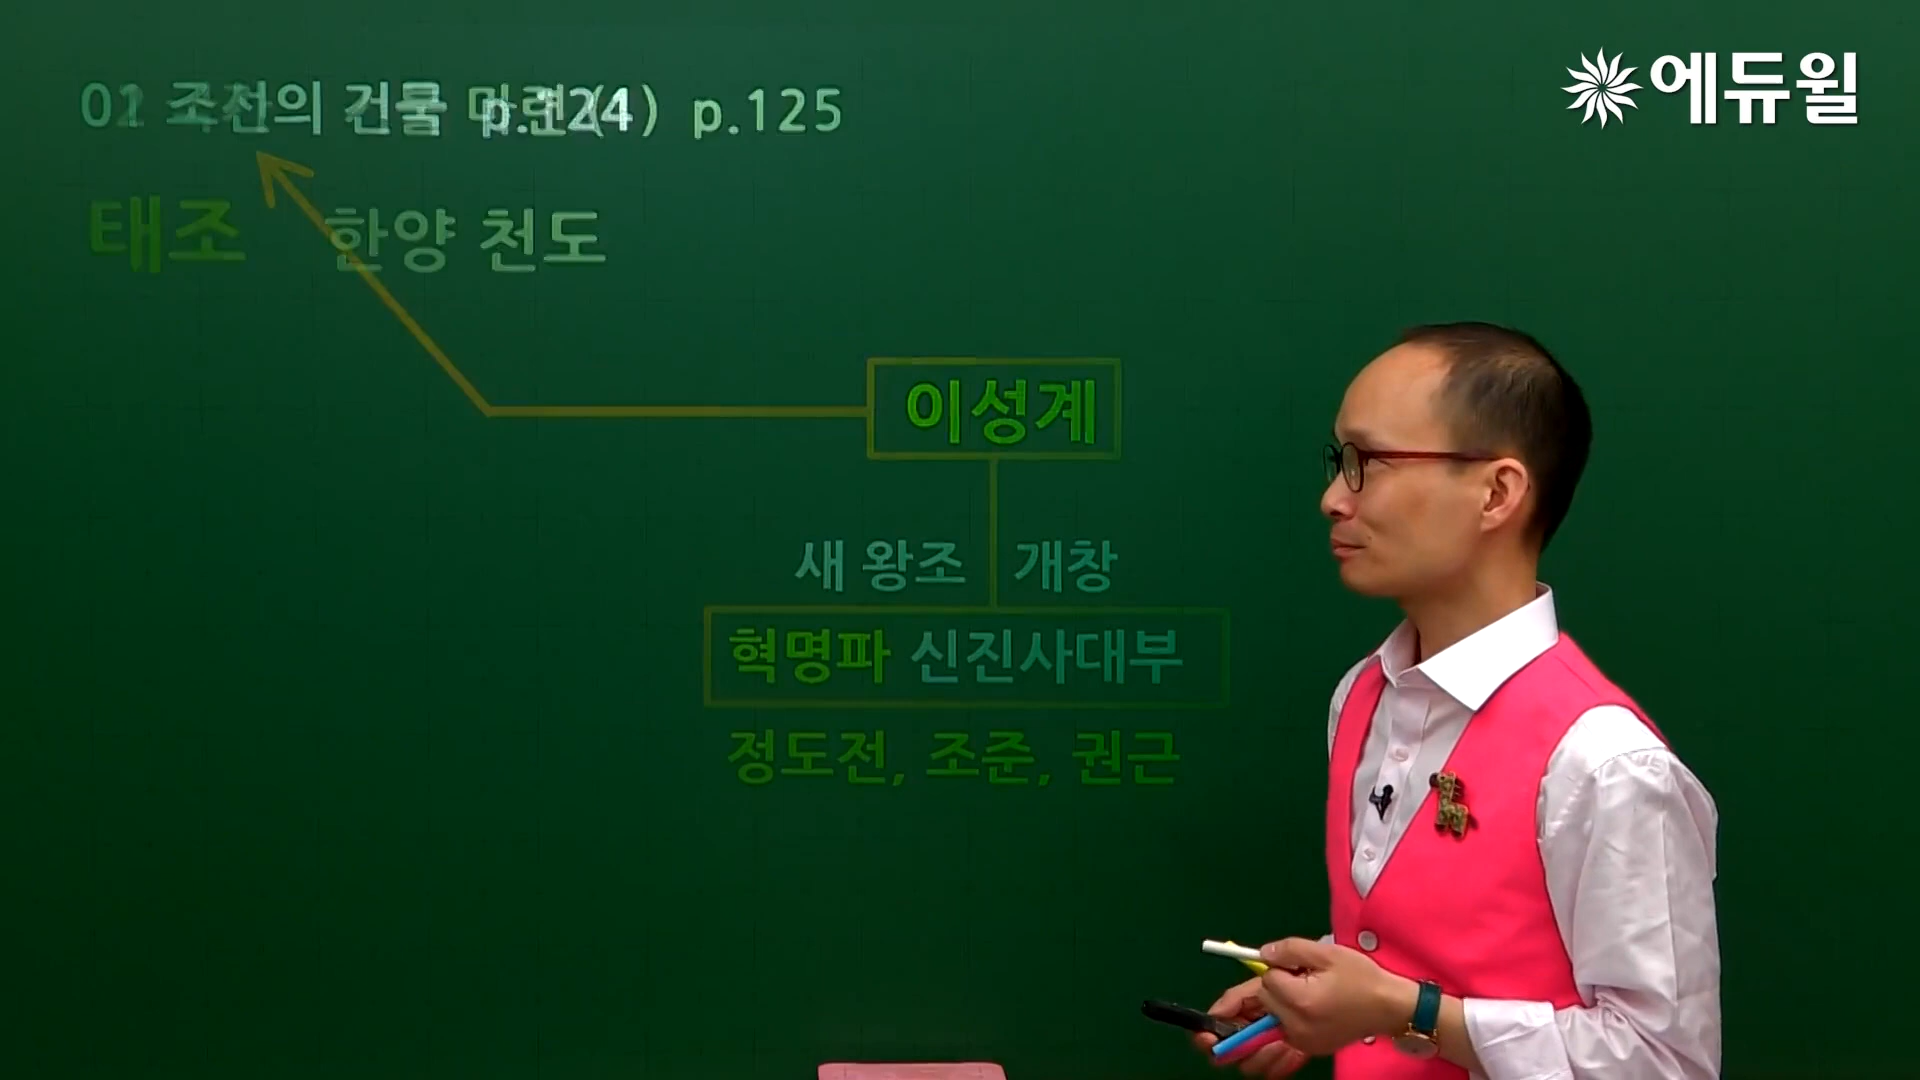 에듀윌
p.125
태조 한양 천도
이성계
새 왕조 개창
혁명파 신진사대부
정도전, 조준, 권근